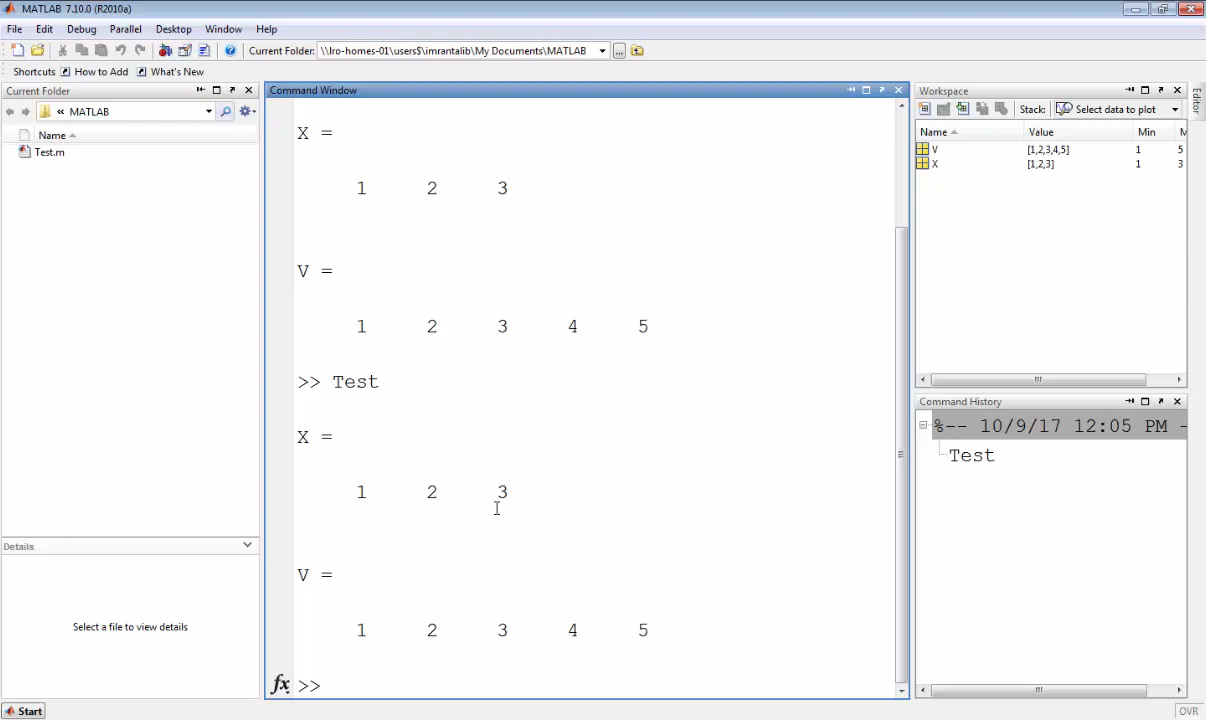 MATLAB 7.10.0 (R2010a)
File Edit Debug Parallel Desktop Window Help
Current Folder: \\lro-homes-01\users$\imrantalib\My Documents\MATLAB ...
Shortcuts How to Add What's New
Current Folder
« MATLAB
Name
Test.m
Details
Select a file to view details
Start
Command Window
X =
1 2 3
V =
1 2 3 4 5
>> Test
X =
1 2 3
V =
1 2 3 4 5
fx >>
Workspace
Stack: Select data to plot
Name Value Min M
V [1,2,3,4,5] 1 5
X [1,2,3] 1 3
Command History
%-- 10/9/17 12:05 PM -
Test
Editor
OVR